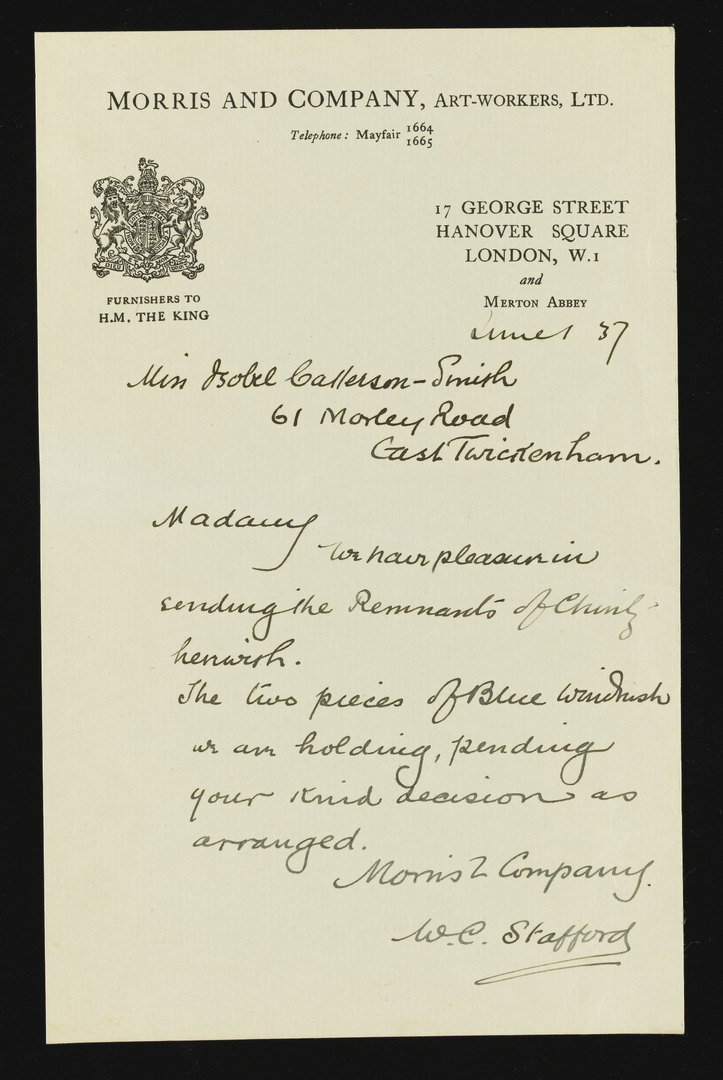 MORRIS AND COMPANY, ART-WORKERS, LTD.
Telephone: Mayfair 1664
1665
17 GEORGE STREET
HANOVER SQUARE
LONDON, W.1
and
MERTON ABBEY
FURNISHERS TO
H.M. THE KING
June 1 37
Miss Isobel Catterson-Smith
61 Morley Road
East Twickenham.
Madam
We have pleasure in
sending the Remnants of Chintz
herewith.
The two pieces of Blue Windrush
we are holding, pending
your kind decision as
arranged.
Morris & Company.
W.C. Stafford